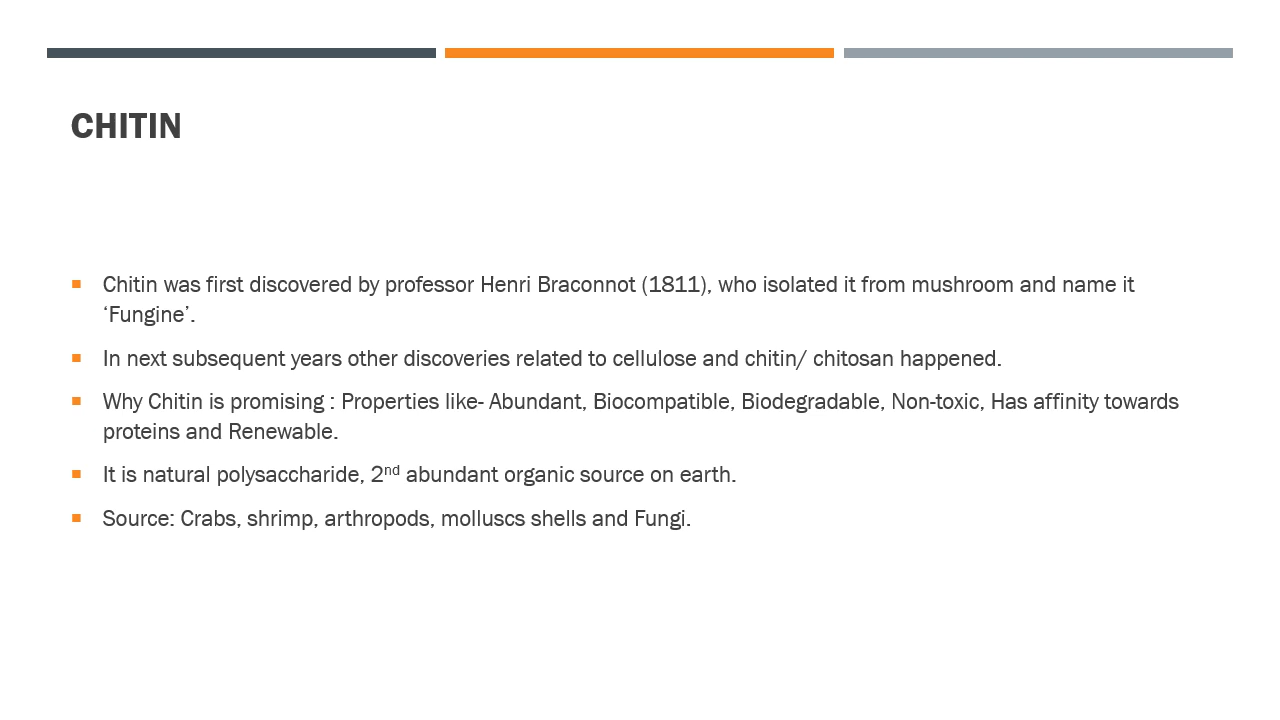 CHITIN
Chitin was first discovered by professor Henri Braconnot (1811), who isolated it from mushroom and name it
‘Fungine’.
In next subsequent years other discoveries related to cellulose and chitin/ chitosan happened.
Why Chitin is promising : Properties like- Abundant, Biocompatible, Biodegradable, Non-toxic, Has affinity towards
proteins and Renewable.
It is natural polysaccharide, 2nd abundant organic source on earth.
Source: Crabs, shrimp, arthropods, molluscs shells and Fungi.